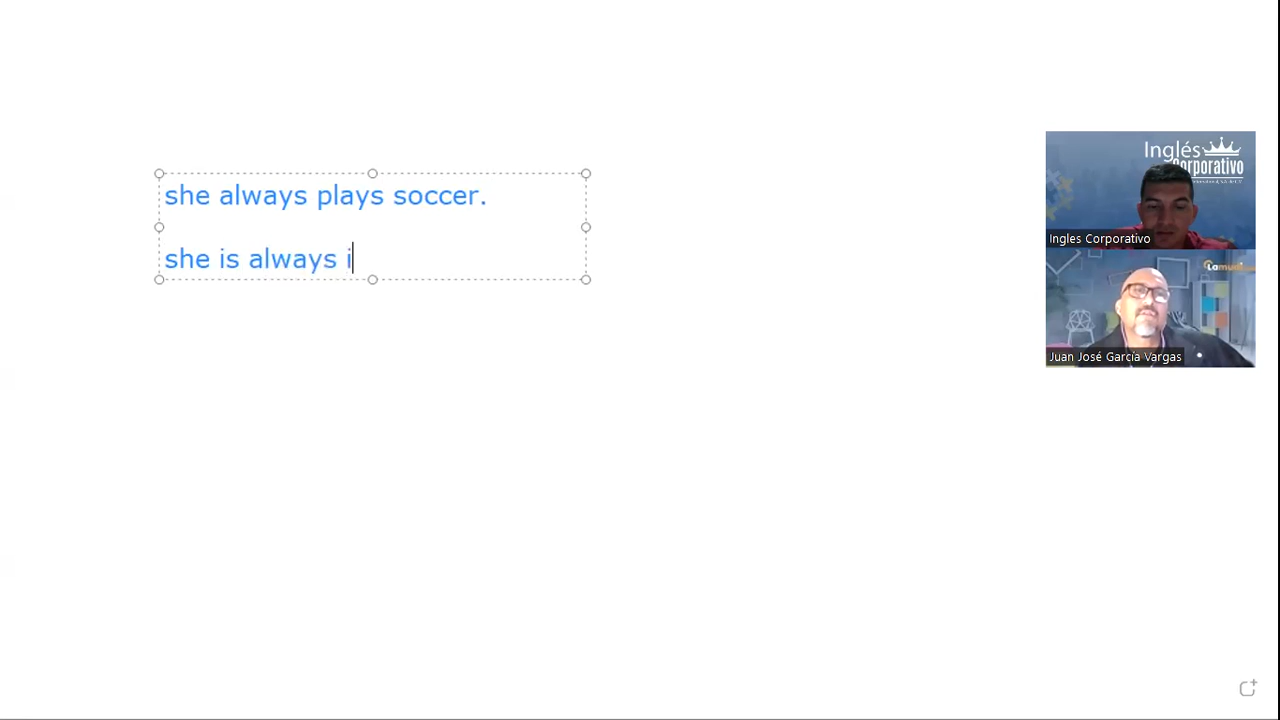 she always plays soccer.
she is always i
Inglés
Corporativo
Ingles Corporativo
Juan José García Vargas